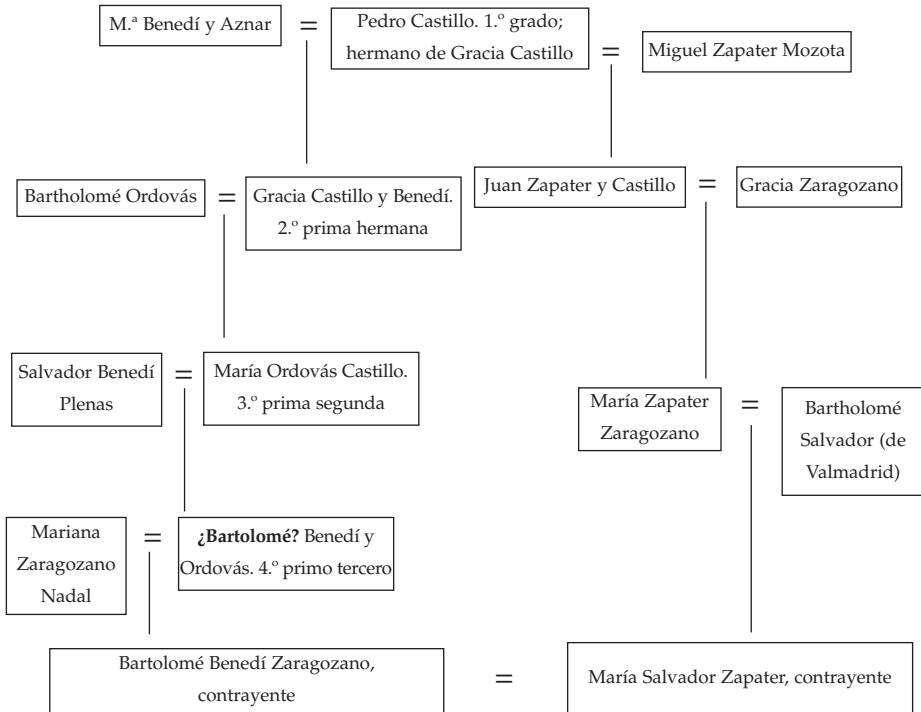 M.ª Benedí y Aznar
=
Pedro Castillo. 1.º grado;
hermano de Gracia Castillo
=
Miguel Zapater Mozota
Bartholomé Ordovás
=
Gracia Castillo y Benedí.
2.º prima hermana
Juan Zapater y Castillo
=
Gracia Zaragozano
Salvador Benedí
Plenas
=
María Ordovás Castillo.
3.º prima segunda
María Zapater
Zaragozano
=
Bartholomé
Salvador (de
Valmadrid)
Mariana
Zaragozano
Nadal
=
¿Bartolomé? Benedí y
Ordovás. 4.º primo tercero
Bartolomé Benedí Zaragozano,
contrayente
=
María Salvador Zapater, contrayente